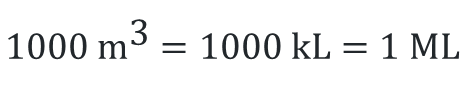 1000 m³ = 1000 kL = 1 ML